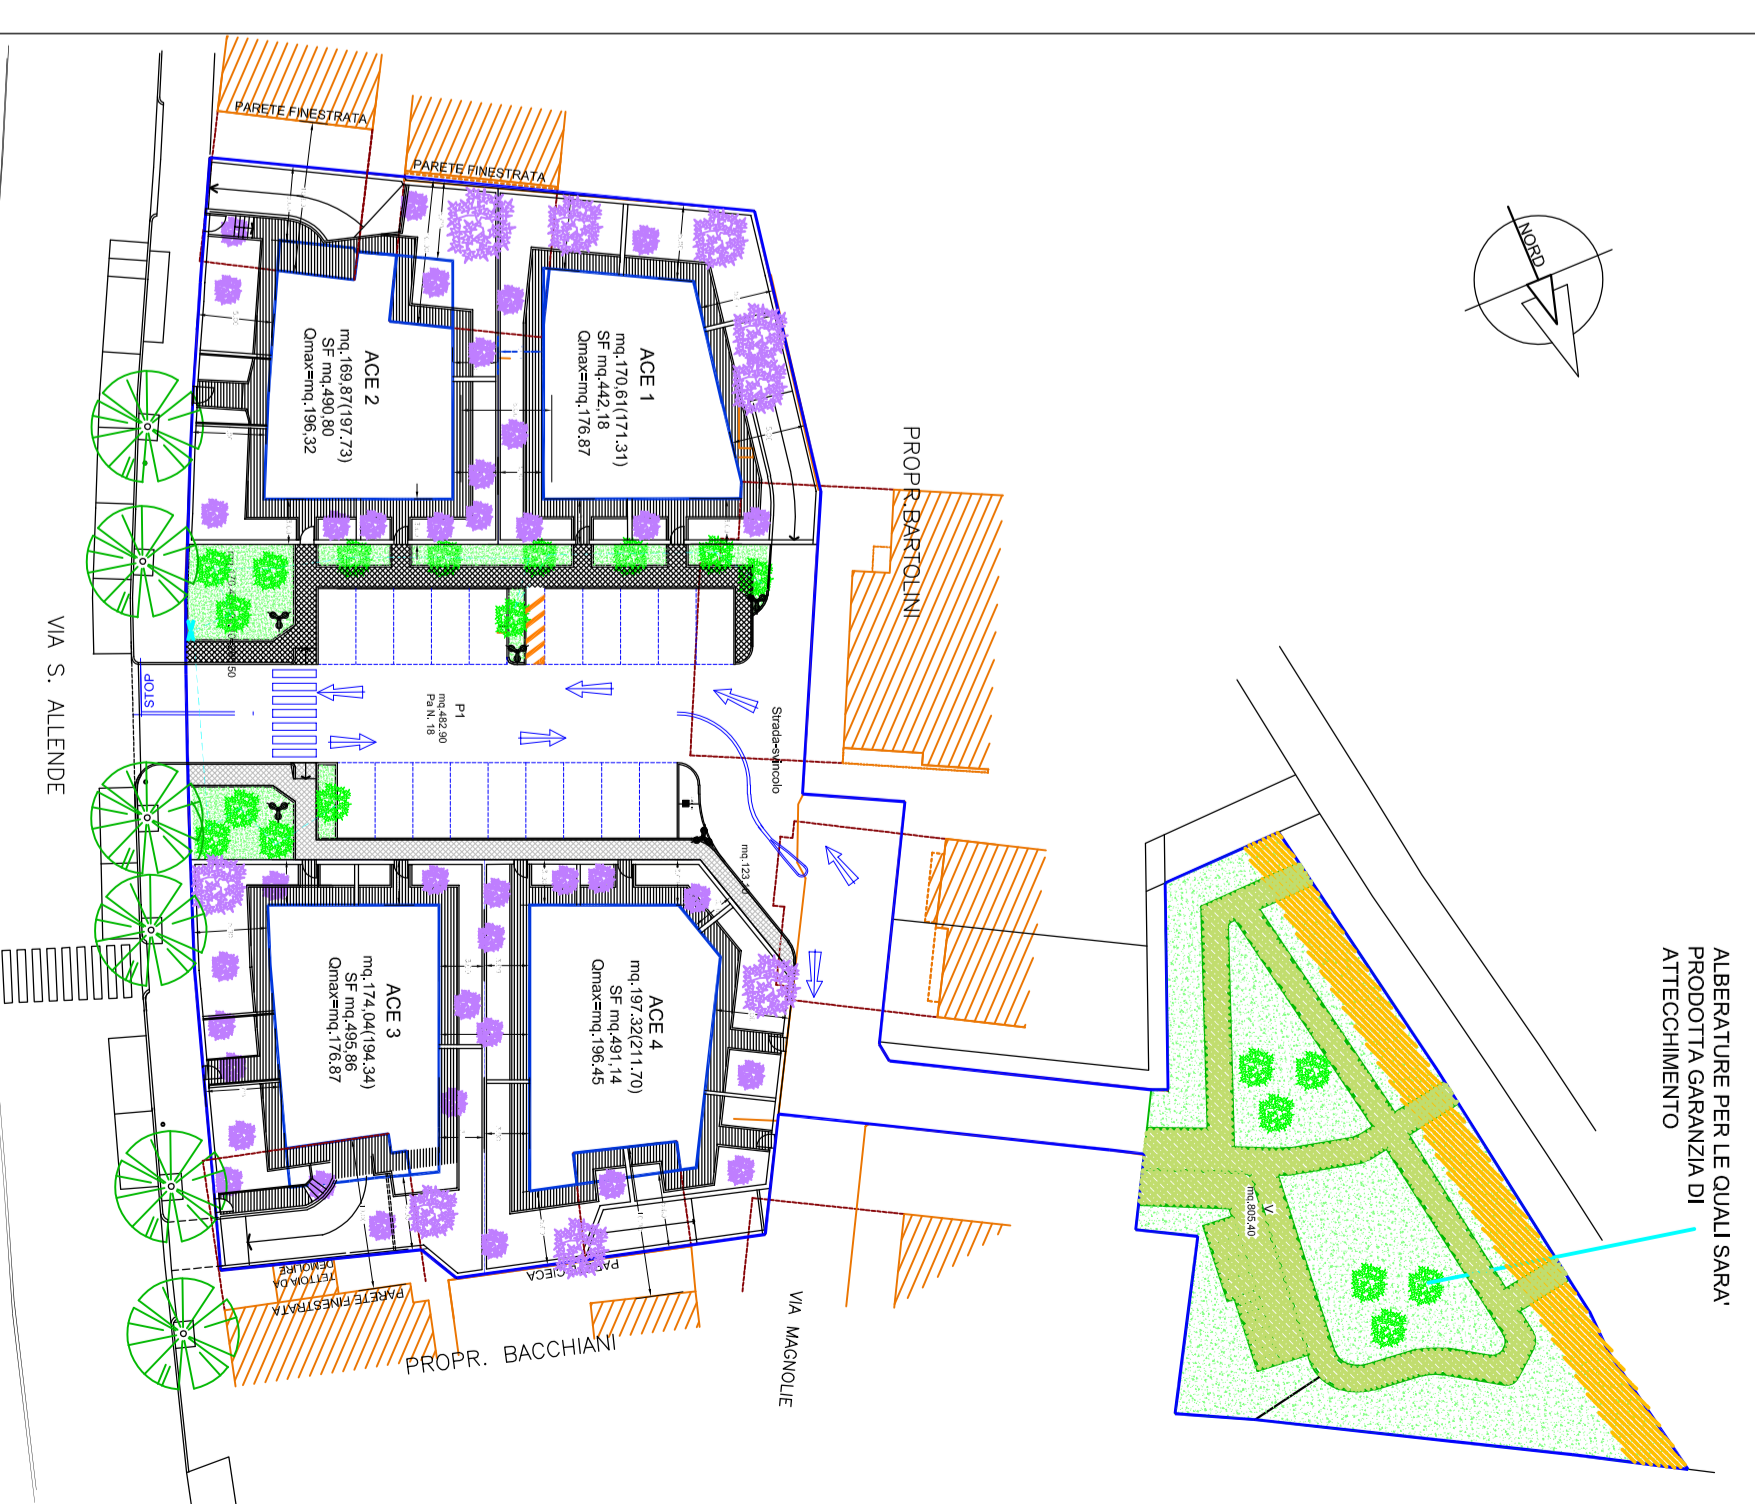 PARETE FINESTRATA
PARETE FINESTRATA
NORD
ACE 2
mq.169,87(197.73)
SF mq.490,80
Qmax=mq.196,32
ACE 1
mq.170,61(171.31)
SF mq.442,18
Qmax=mq.176.87
PROPR. BARTOLINI
VIA S. ALLENDE
STOP
50
P1
mq.482.90
Pa N. 18
Strada-svincolo
ACE 3
mq.174,04(194.34)
SF mq.495,86
Qmax=mq.176,87
ACE 4
mq.197.32(211.70)
SF mq.491,14
Qmax=mq.196,45
ALBERATURE PER LE QUALI SARA'
PRODOTTA GARANZIA DI
ATTECCHIMENTO
V
mq.805,40
TETTOIA DA
DEMOLIRE
PARETE FINESTRATA
CIECA
PROPR. BACCHIANI
VIA MAGNOLIE